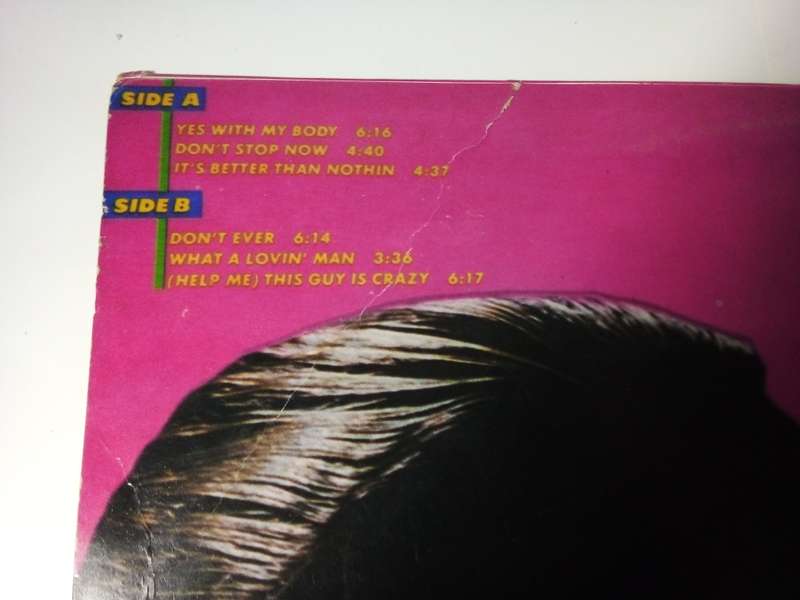 SIDE A
YES WITH MY BODY 6:16
DON'T STOP NOW 4:40
IT'S BETTER THAN NOTHIN 4:37
SIDE B
DON'T EVER 6:14
WHAT A LOVIN' MAN 3:36
(HELP ME) THIS GUY IS CRAZY 6:17